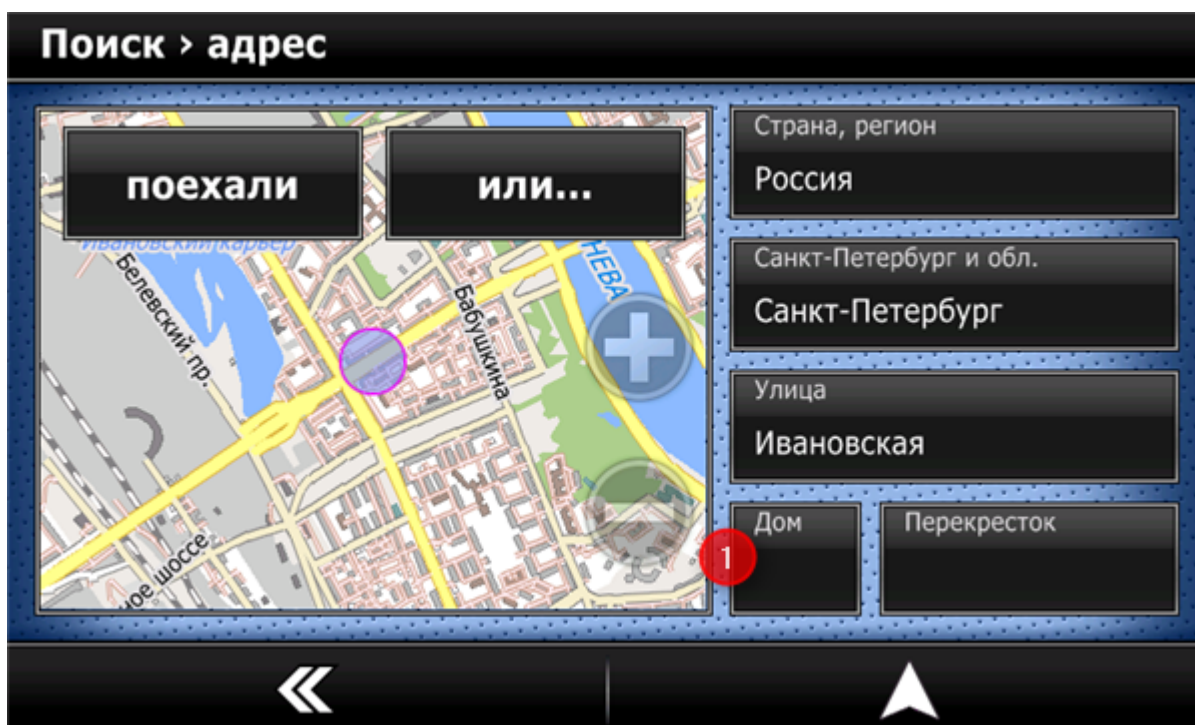 Поиск › адрес
поехали
или...
Ивановский карьер
Белевский пр.
Бабушкина
НЕВА
ное шоссе
Страна, регион
Россия
Санкт-Петербург и обл.
Санкт-Петербург
Улица
Ивановская
Дом
Перекресток
1